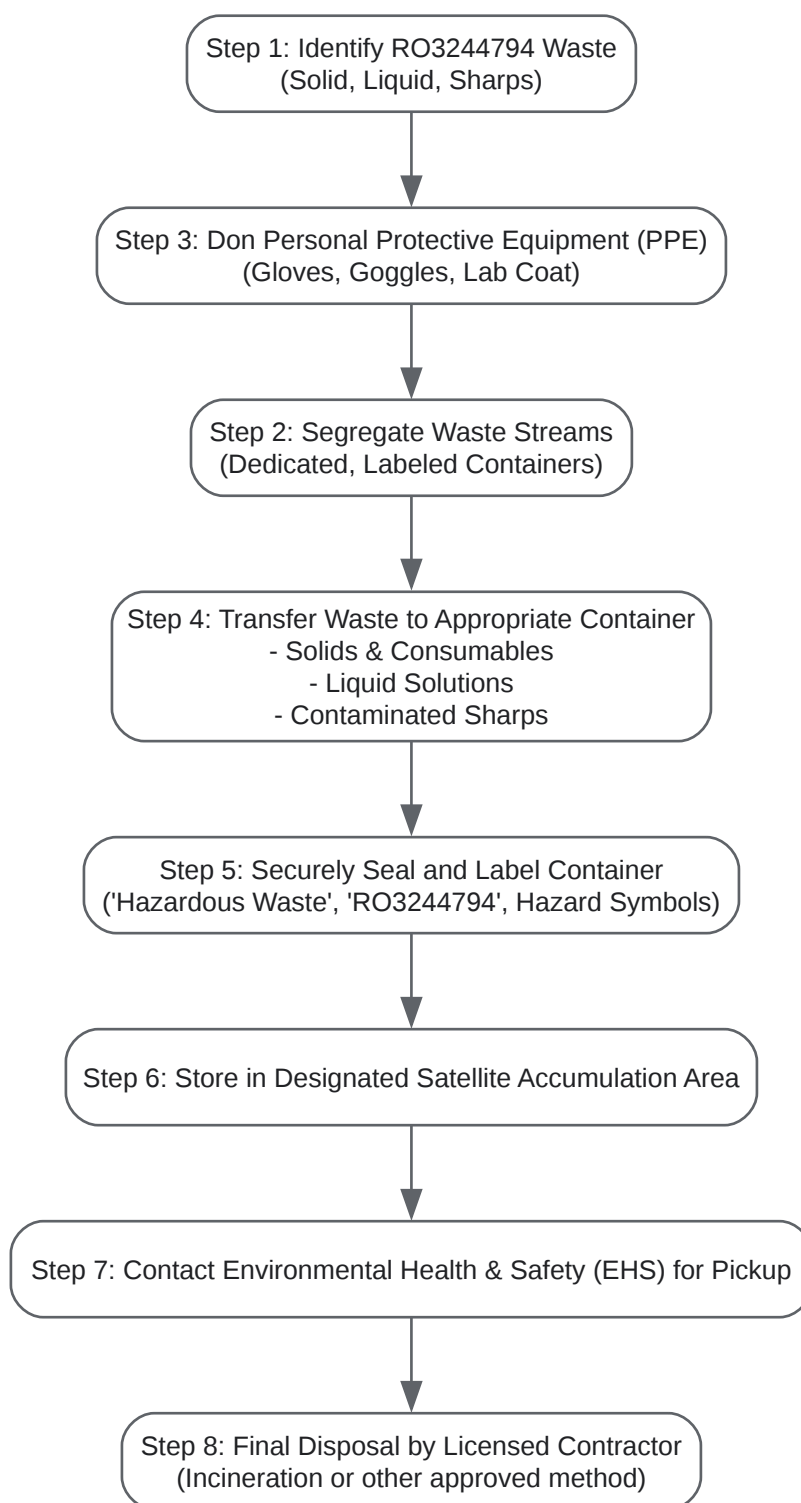 Step 1: Identify RO3244794 Waste
(Solid, Liquid, Sharps)
Step 3: Don Personal Protective Equipment (PPE)
(Gloves, Goggles, Lab Coat)
Step 2: Segregate Waste Streams
(Dedicated, Labeled Containers)
Step 4: Transfer Waste to Appropriate Container
- Solids & Consumables
- Liquid Solutions
- Contaminated Sharps
Step 5: Securely Seal and Label Container
('Hazardous Waste', 'RO3244794', Hazard Symbols)
Step 6: Store in Designated Satellite Accumulation Area
Step 7: Contact Environmental Health & Safety (EHS) for Pickup
Step 8: Final Disposal by Licensed Contractor
(Incineration or other approved method)